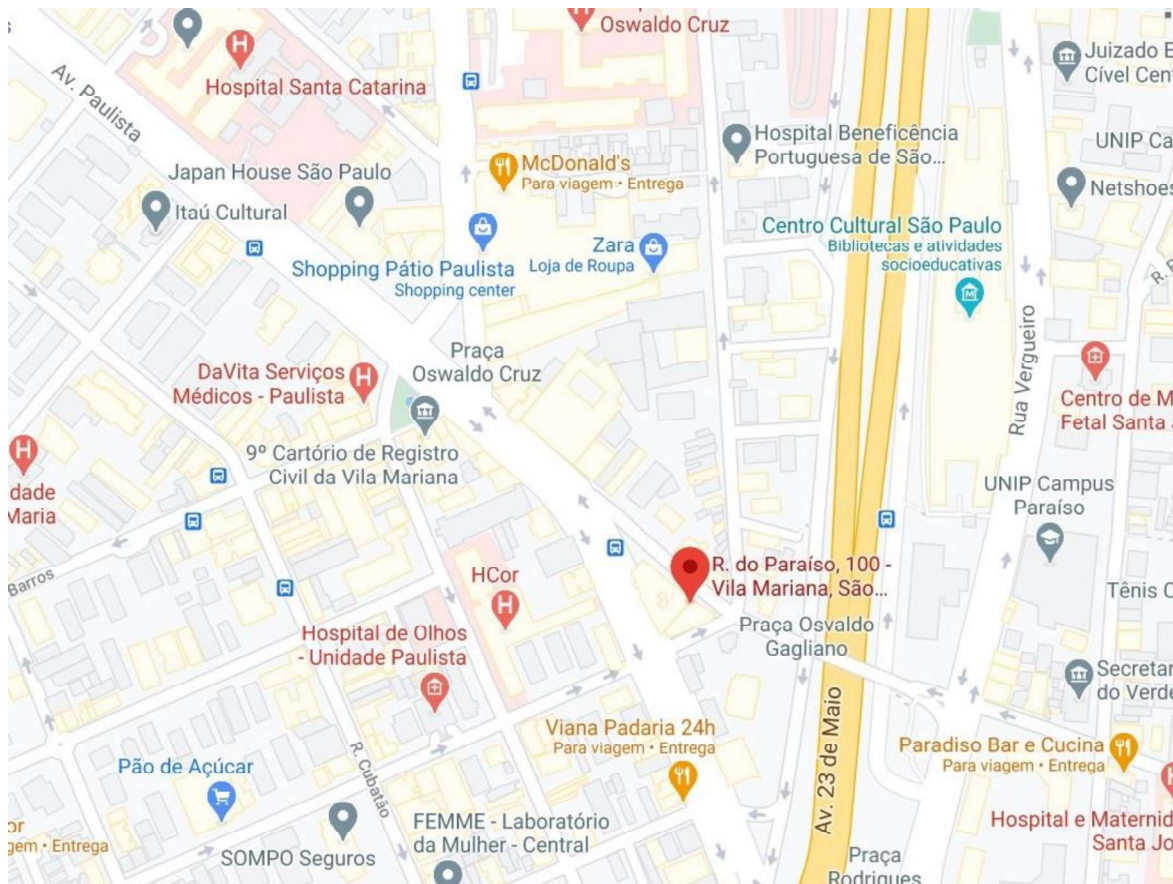 Oswaldo Cruz
Hospital Santa Catarina
Av. Paulista
Juizado E
Cível Cen
Hospital Beneficência
Portuguesa de São...
UNIP Ca
McDonald's
Para viagem • Entrega
Japan House São Paulo
Itaú Cultural
Netshoes
Centro Cultural São Paulo
Bibliotecas e atividades
socioeducativas
Zara
Loja de Roupa
Shopping Pátio Paulista
Shopping center
Rua Vergueiro
Praça
Oswaldo Cruz
DaVita Serviços
Médicos - Paulista
Centro de M
Fetal Santa
9º Cartório de Registro
Civil da Vila Mariana
dade
Maria
UNIP Campus
Paraíso
Barros
HCor
R. do Paraíso, 100 -
Vila Mariana, São...
Tênis C
Praça Osvaldo
Gagliano
Hospital de Olhos
- Unidade Paulista
Secretar
do Verde
Av. 23 de Maio
Viana Padaria 24h
Para viagem • Entrega
Paradiso Bar e Cucina
Para viagem • Entrega
R. Cubatão
Pão de Açúcar
or
gem • Entrega
SOMPO Seguros
FEMME - Laboratório
da Mulher - Central
Hospital e Maternid
Santa Jo
Praça
Rodrigues